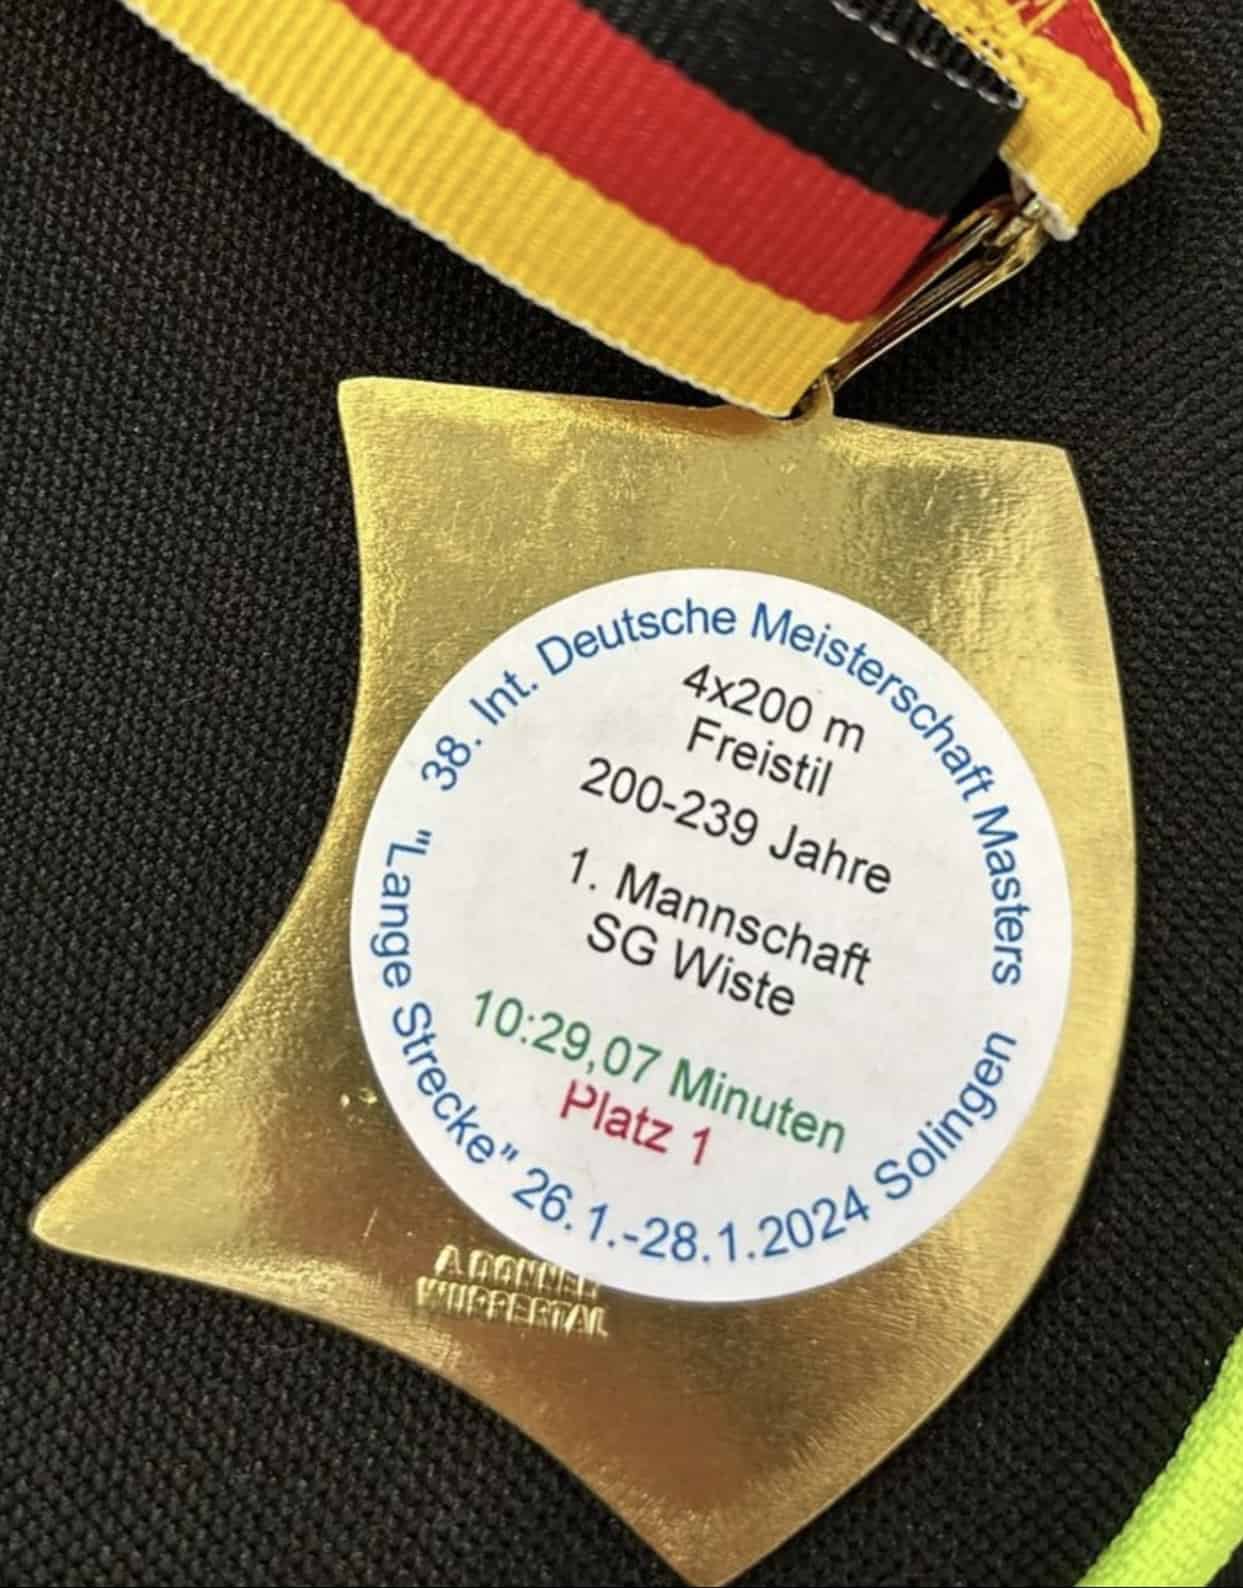 38. Int. Deutsche Meisterschaft Masters
4x200 m
Freistil
200-239 Jahre
1. Mannschaft
SG Wiste
10:29,07 Minuten
Platz 1
"Lange Strecke" 26.1.-28.1.2024 Solingen
A.DONNER
WUPPERTAL